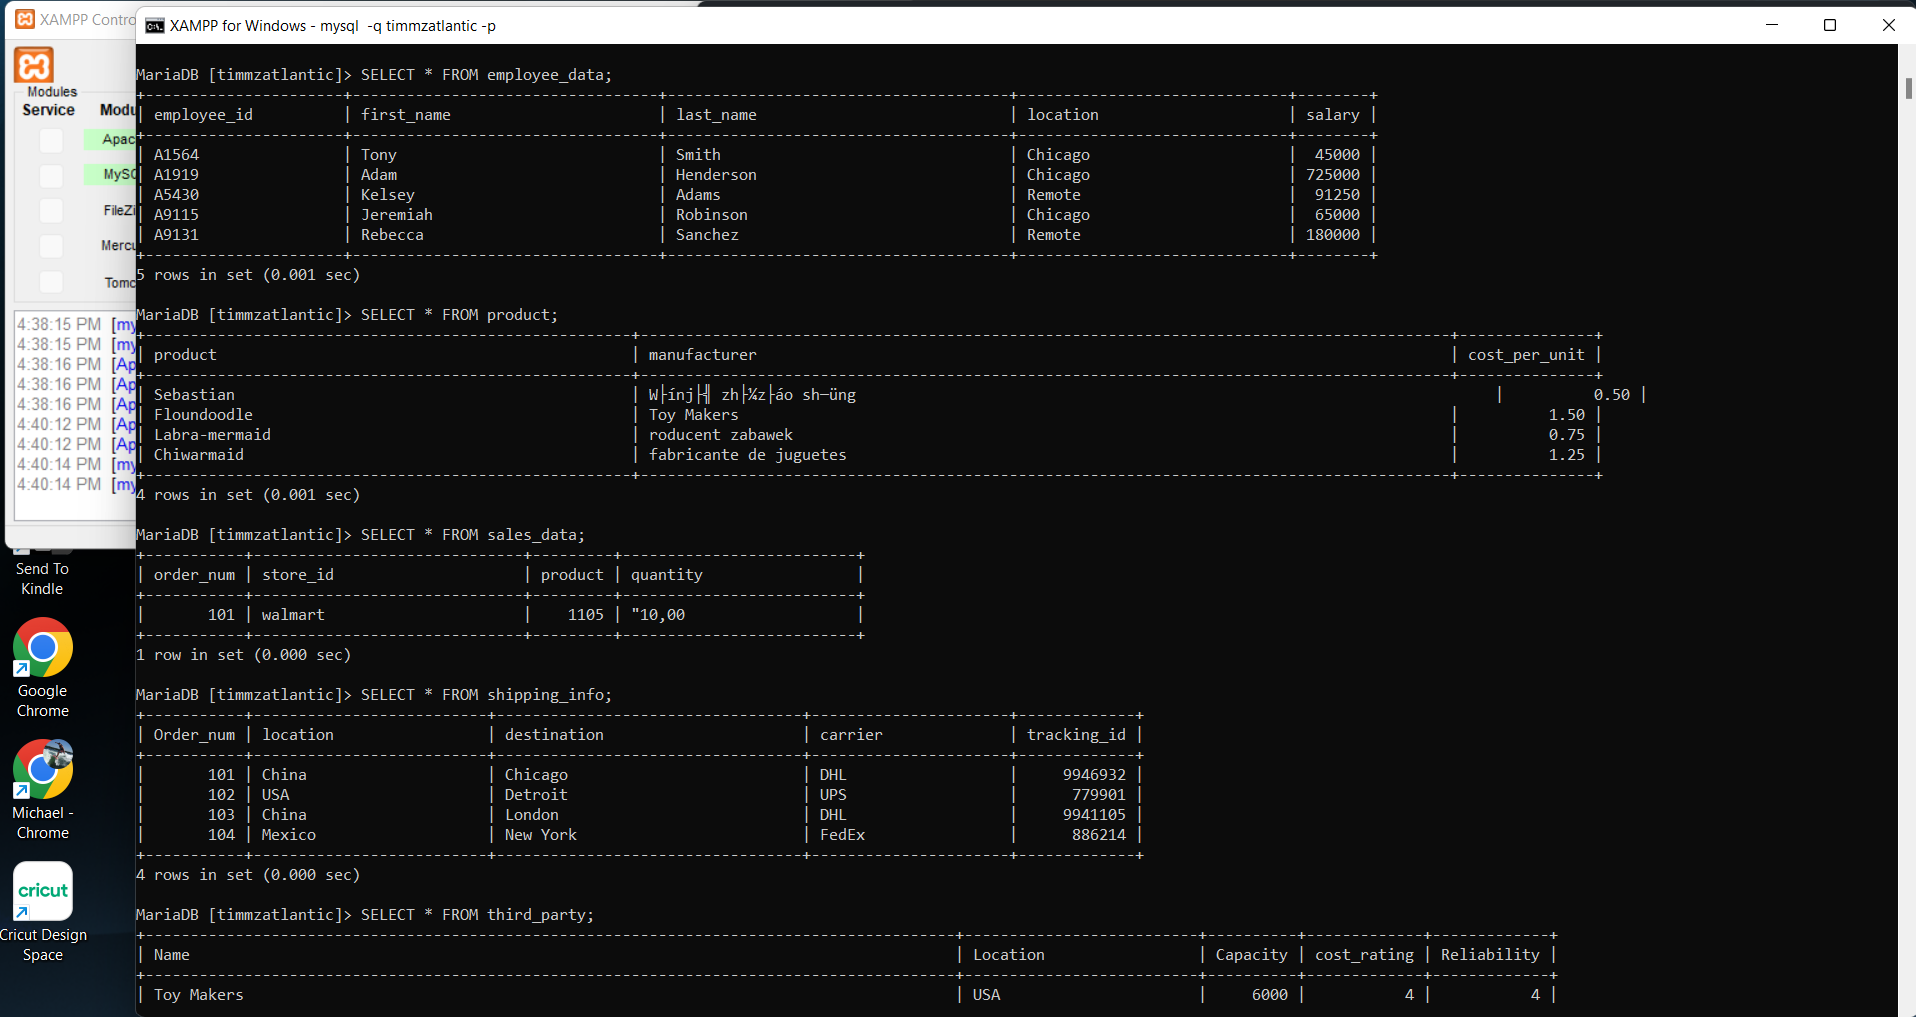 XAMPP Contro
XAMPP for Windows - mysql  -q timmzatlantic -p
Modules
Service Modu
Apac
MySQ
FileZi
Mercu
Tomc
4:38:15 PM [my
4:38:15 PM [my
4:38:16 PM [Ap
4:38:16 PM [Ap
4:38:16 PM [Ap
4:40:12 PM [Ap
4:40:12 PM [Ap
4:40:14 PM [my
4:40:14 PM [my
Send To
Kindle
Google
Chrome
Michael -
Chrome
cricut
Cricut Design
Space
MariaDB [timmzatlantic]> SELECT * FROM employee_data;
| employee_id | first_name | last_name | location | salary |
| A1564 | Tony | Smith | Chicago | 45000 |
| A1919 | Adam | Henderson | Chicago | 725000 |
| A5430 | Kelsey | Adams | Remote | 91250 |
| A9115 | Jeremiah | Robinson | Chicago | 65000 |
| A9131 | Rebecca | Sanchez | Remote | 180000 |
5 rows in set (0.001 sec)
MariaDB [timmzatlantic]> SELECT * FROM product;
| product | manufacturer | cost_per_unit |
| Sebastian | W├ínj├╣ zh├¼z├áo sh─üng | 0.50 |
| Floundoodle | Toy Makers | 1.50 |
| Labra-mermaid | roducent zabawek | 0.75 |
| Chiwarmaid | fabricante de juguetes | 1.25 |
4 rows in set (0.001 sec)
MariaDB [timmzatlantic]> SELECT * FROM sales_data;
| order_num | store_id | product | quantity |
| 101 | walmart | 1105 | "10,00 |
1 row in set (0.000 sec)
MariaDB [timmzatlantic]> SELECT * FROM shipping_info;
| Order_num | location | destination | carrier | tracking_id |
| 101 | China | Chicago | DHL | 9946932 |
| 102 | USA | Detroit | UPS | 779901 |
| 103 | China | London | DHL | 9941105 |
| 104 | Mexico | New York | FedEx | 886214 |
4 rows in set (0.000 sec)
MariaDB [timmzatlantic]> SELECT * FROM third_party;
| Name | Location | Capacity | cost_rating | Reliability |
| Toy Makers | USA | 6000 | 4 | 4 |